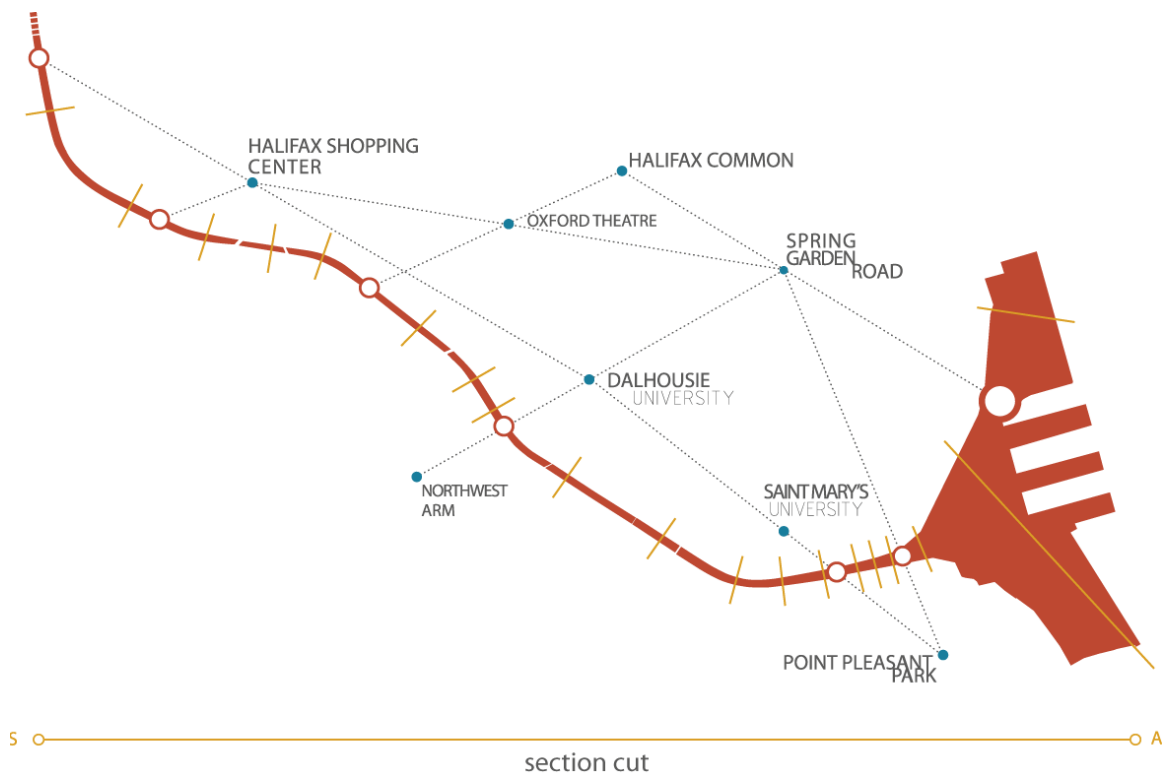 HALIFAX SHOPPING
CENTER
HALIFAX COMMON
OXFORD THEATRE
SPRING
GARDEN
ROAD
DALHOUSIE
UNIVERSITY
NORTHWEST
ARM
SAINT MARY'S
UNIVERSITY
POINT PLEASANT
PARK
S
A
section cut